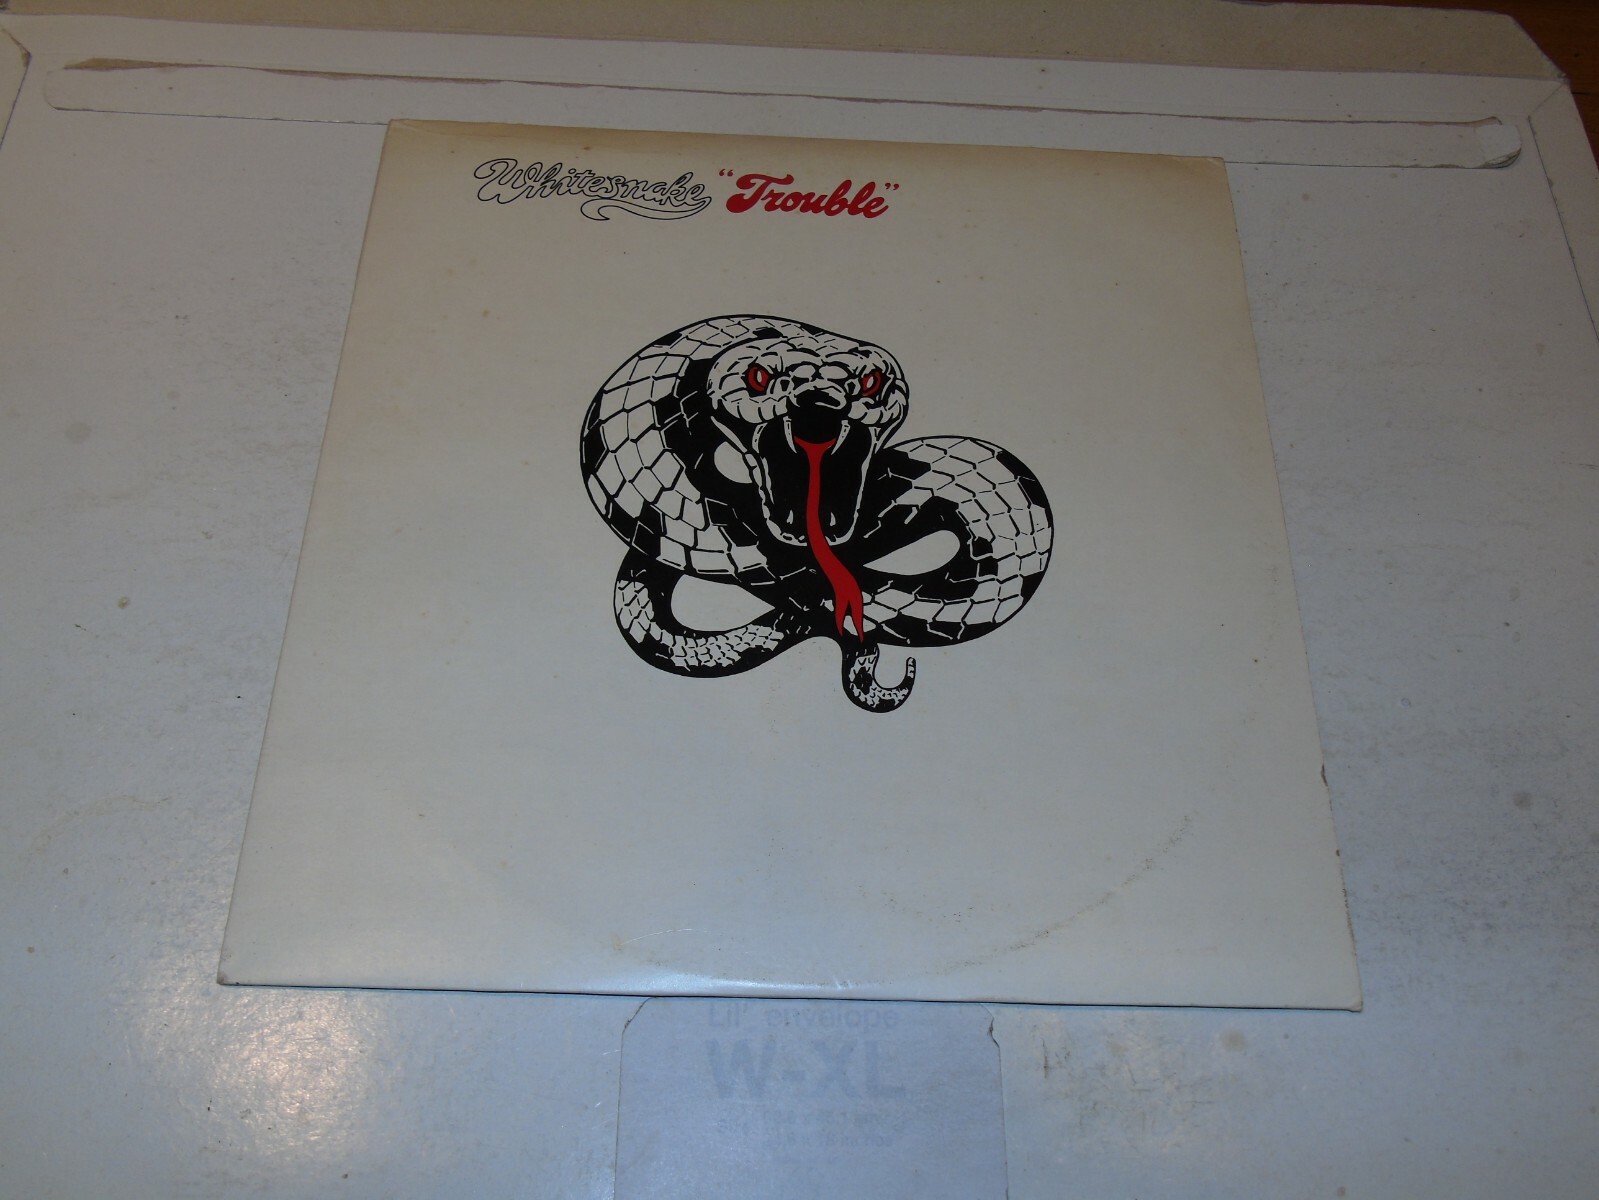 Whitesnake “Trouble”
Lil' envelope
W-XL